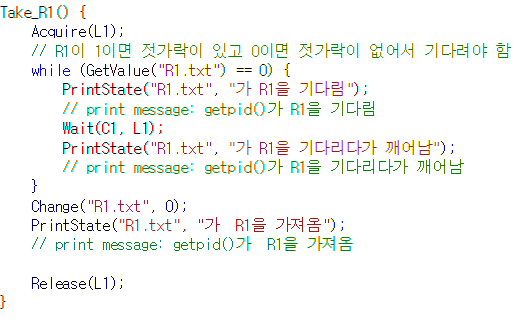 Take_R1() {
Acquire(L1);
// R1이 1이면 젓가락이 있고 0이면 젓가락이 없어서 기다려야 함
while (GetValue("R1.txt") == 0) {
PrintState("R1.txt", "가 R1을 기다림");
// print message: getpid()가 R1을 기다림
Wait(C1, L1);
PrintState("R1.txt", "가 R1을 기다리다가 깨어남");
// print message: getpid()가 R1을 기다리다가 깨어남
}
Change("R1.txt", 0);
PrintState("R1.txt", "가  R1을 가져옴");
// print message: getpid()가  R1을 가져옴
Release(L1);
}